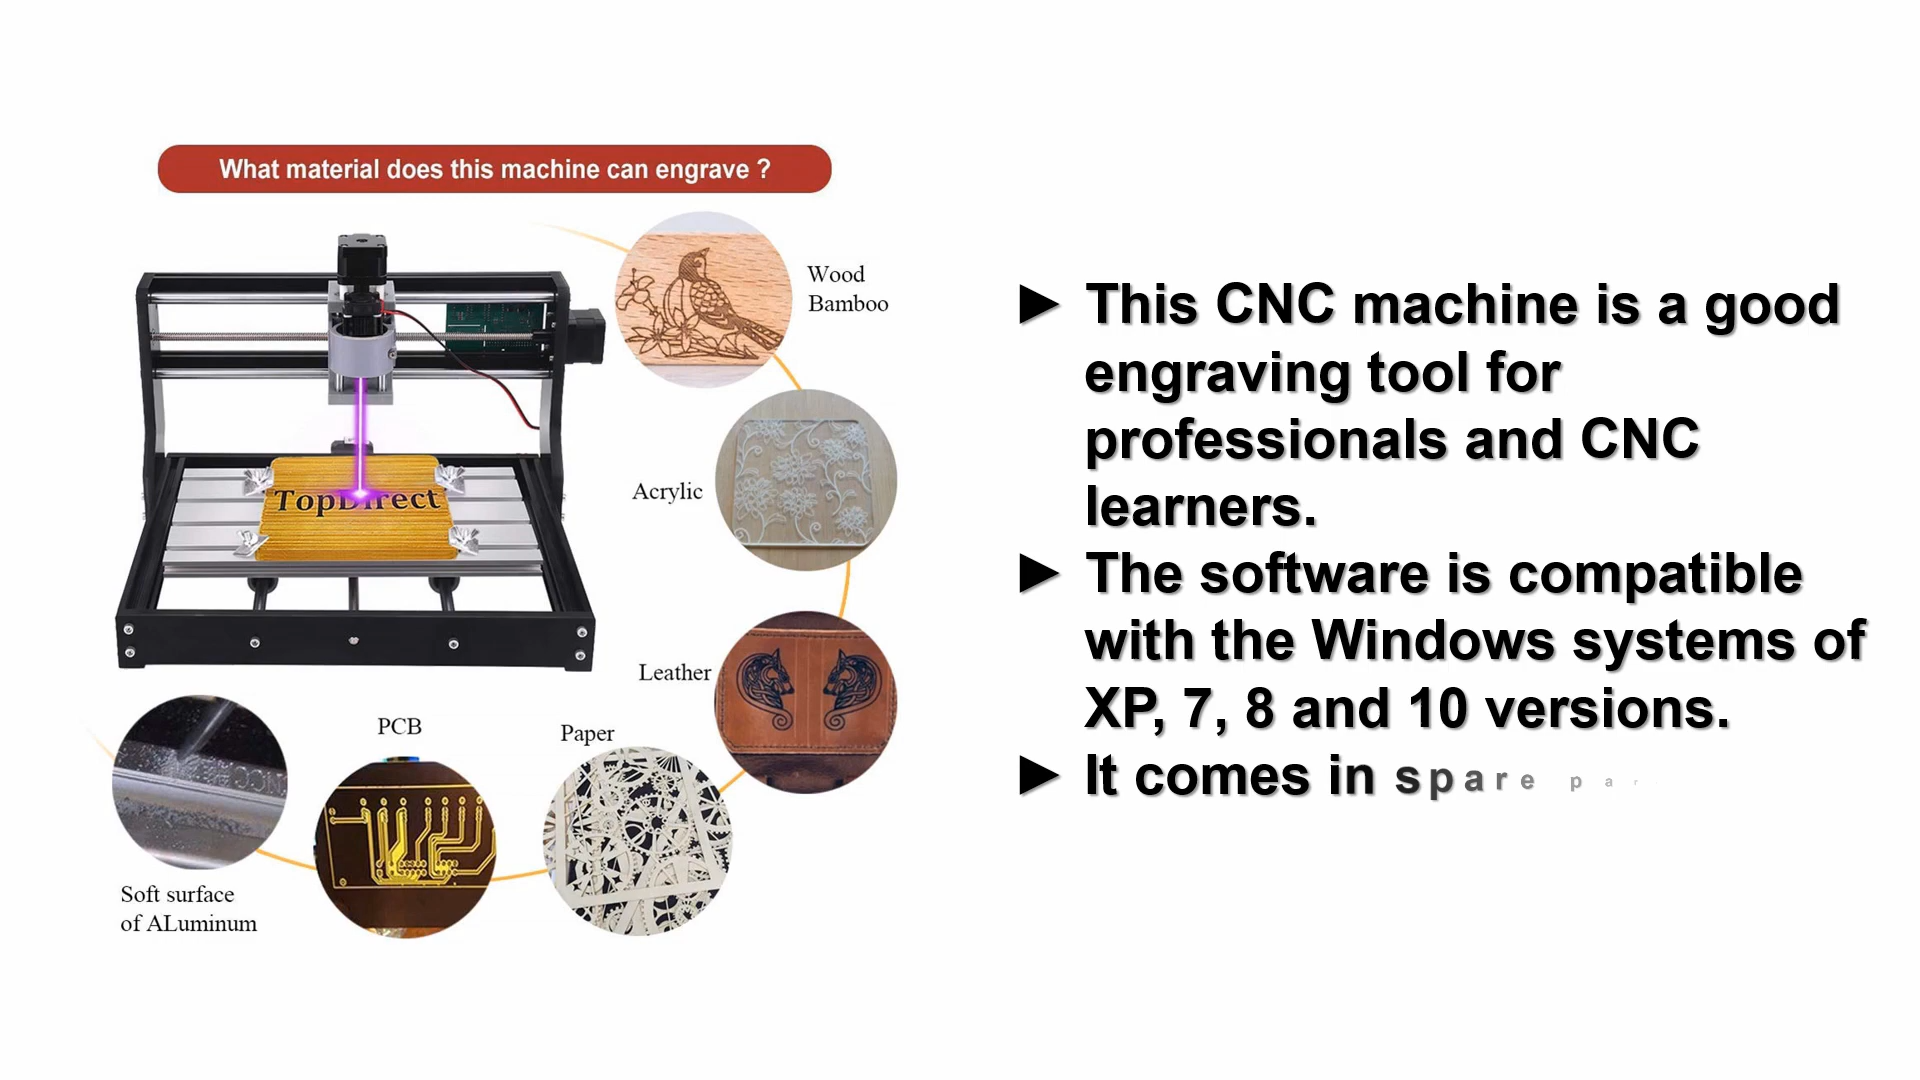 What material does this machine can engrave ?
Wood
Bamboo
Acrylic
TopDirect
Leather
PCB
Paper
Soft surface
of ALuminum
► This CNC machine is a good
engraving tool for
professionals and CNC
learners.
► The software is compatible
with the Windows systems of
XP, 7, 8 and 10 versions.
► It comes in spare par